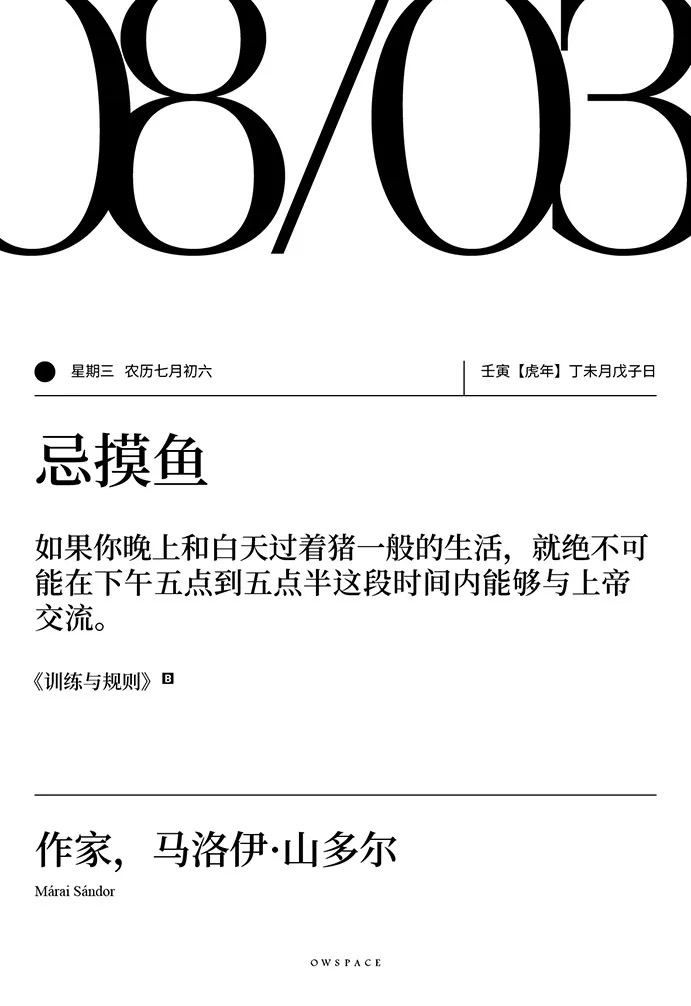 08/03
星期三 农历七月初六
壬寅【虎年】丁未月戊子日
忌摸鱼
如果你晚上和白天过着猪一般的生活，就绝不可
能在下午五点到五点半这段时间内能够与上帝
交流。
《训练与规则》B
作家，马洛伊·山多尔
Márai Sándor
OWSPACE